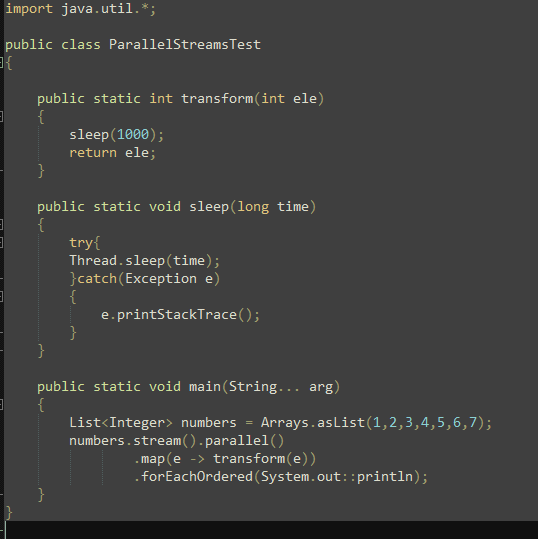 import java.util.*;
public class ParallelStreamsTest
{
public static int transform(int ele)
{
sleep(1000);
return ele;
}
public static void sleep(long time)
{
try{
Thread.sleep(time);
}catch(Exception e)
{
e.printStackTrace();
}
}
public static void main(String... arg)
{
List<Integer> numbers = Arrays.asList(1,2,3,4,5,6,7);
numbers.stream().parallel()
.map(e -> transform(e))
.forEachOrdered(System.out::println);
}
}